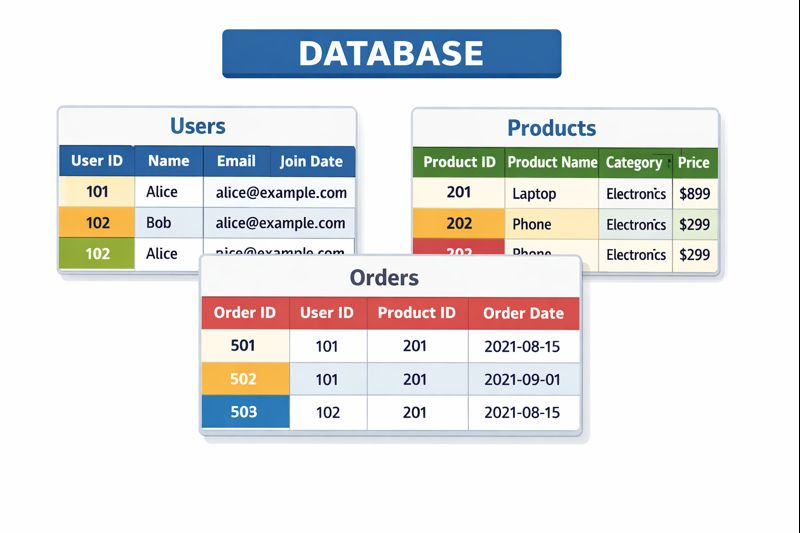 DATABASE
Users
User ID Name Email Join Date
101 Alice alice@example.com
102 Bob alice@example.com
102 Alice
Products
Product ID Product Name Category Price
201 Laptop Electronics $899
202 Phone Electronics $299
202 Phone Electronics $299
Orders
Order ID User ID Product ID Order Date
501 101 201 2021-08-15
502 101 201 2021-09-01
503 102 201 2021-08-15